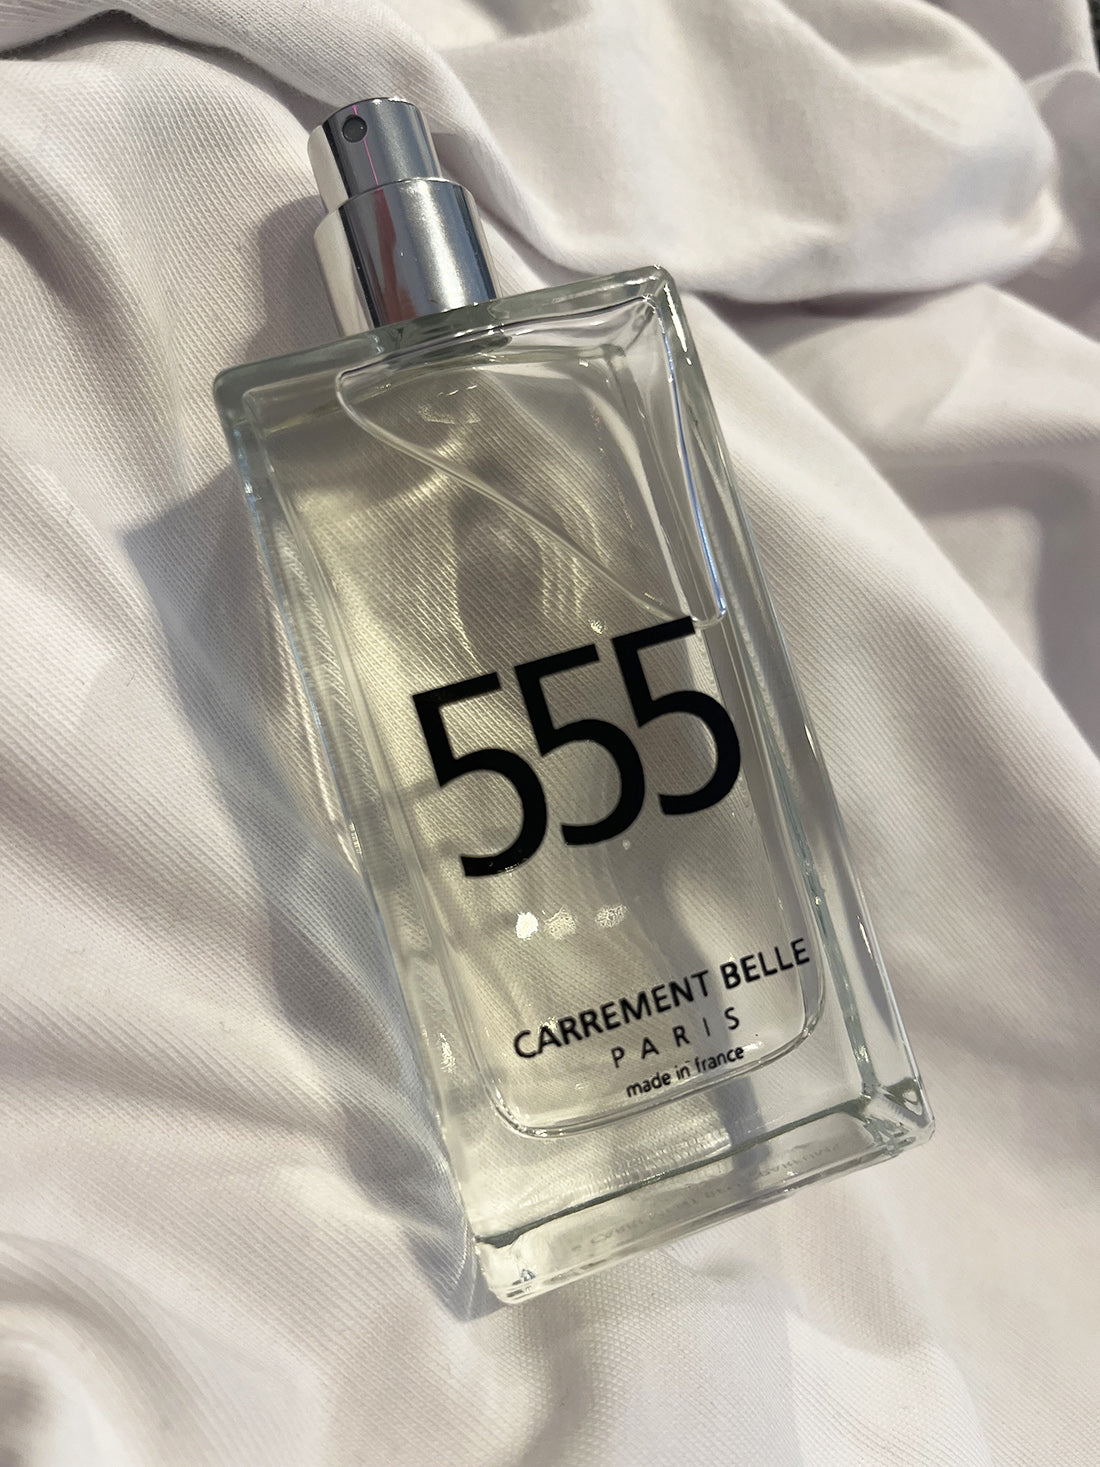 555
CARREMENT BELLE
PARIS
made in france